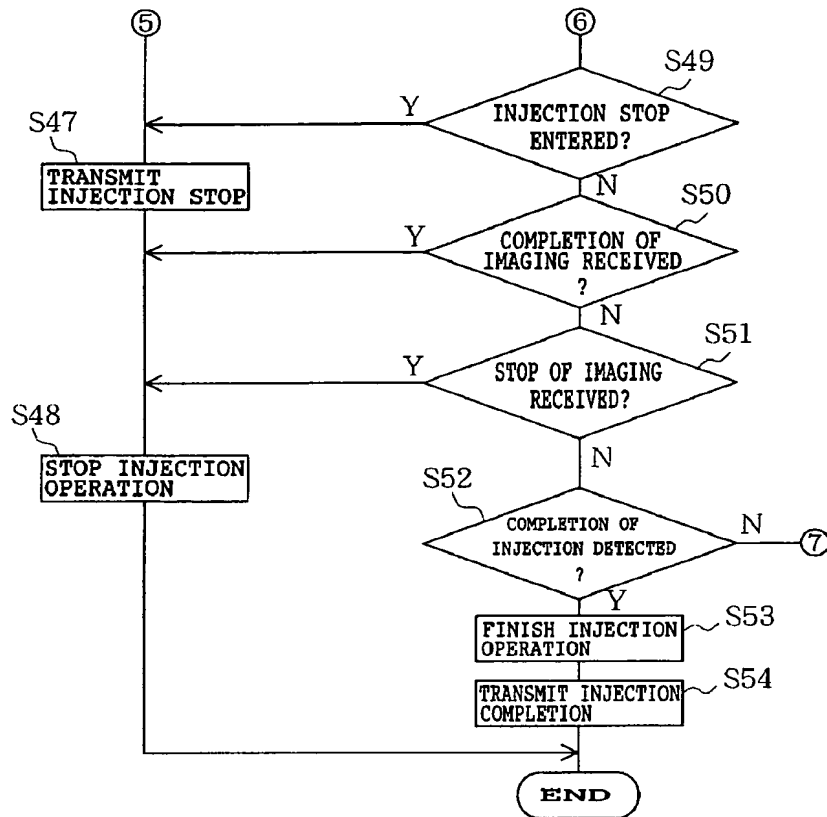 ⑤ ⑥
S49
Y
INJECTION STOP
ENTERED?
S47
TRANSMIT
INJECTION STOP
N
S50
Y
COMPLETION OF
IMAGING RECEIVED
?
N
S51
Y
STOP OF IMAGING
RECEIVED?
S48
STOP INJECTION
OPERATION
N
S52
COMPLETION OF
INJECTION DETECTED
?
N
⑦
Y
FINISH INJECTION
OPERATION
S53
TRANSMIT INJECTION
COMPLETION
S54
END